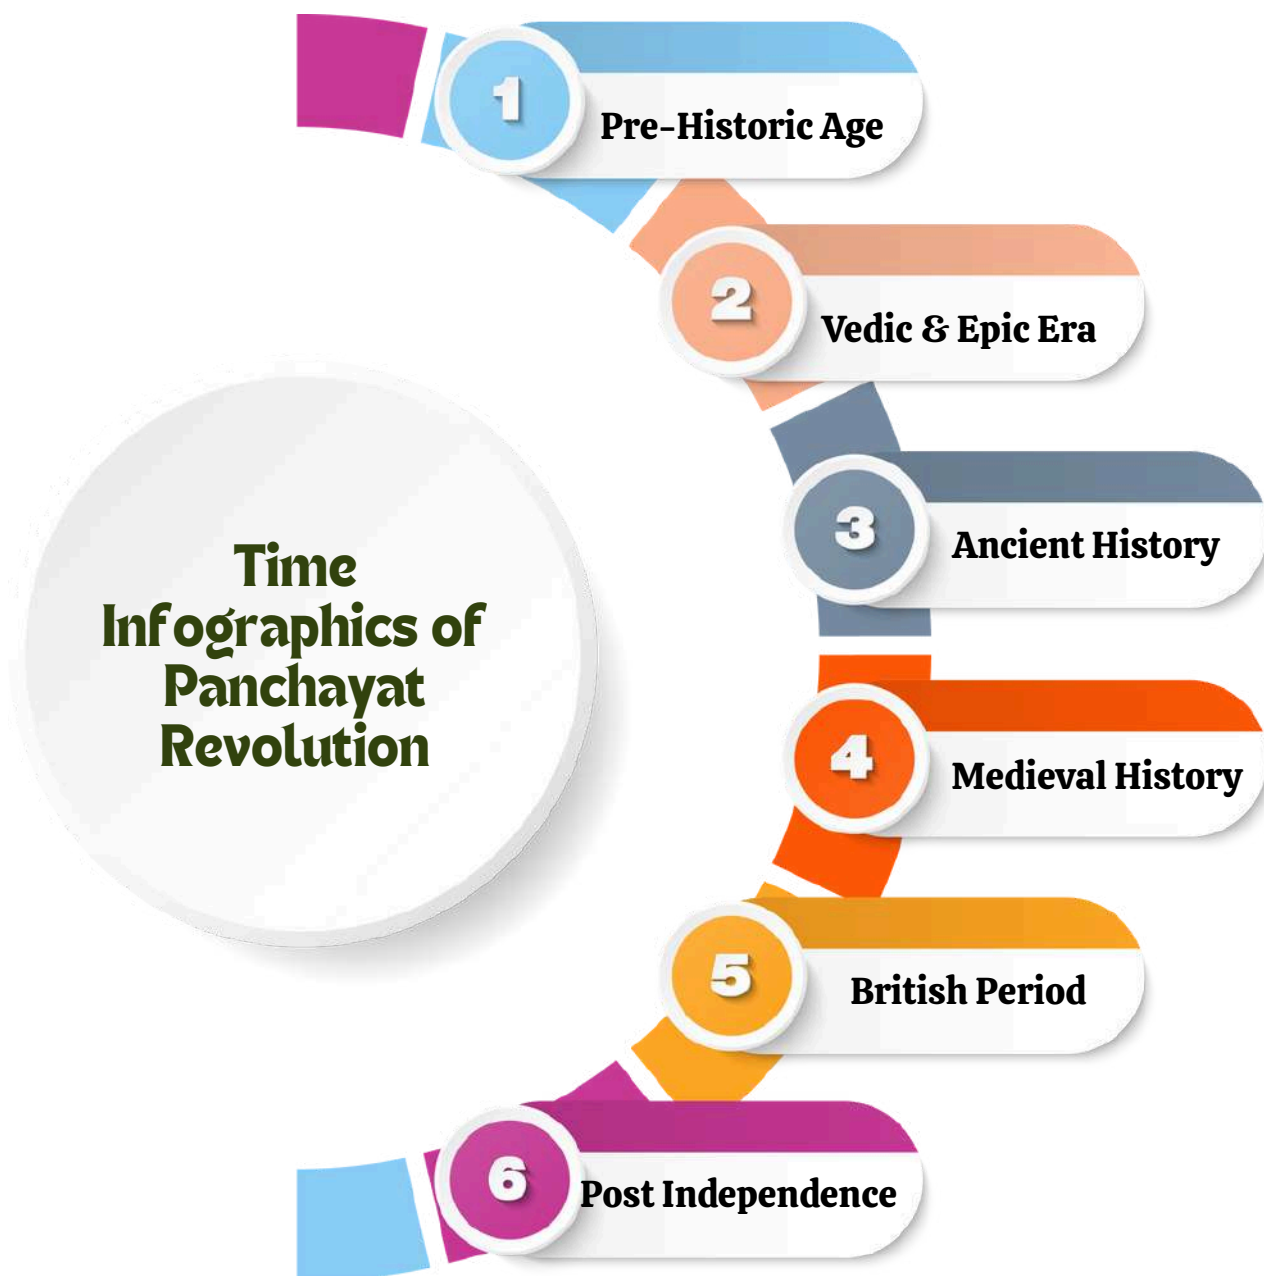 1
Pre-Historic Age
2
Vedic & Epic Era
3
Ancient History
Time
Infographics of
Panchayat
Revolution
4
Medieval History
5
British Period
6
Post Independence